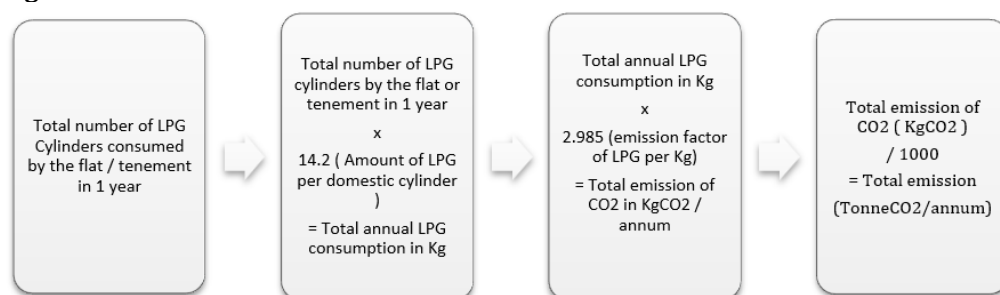 Total number of LPG
Cylinders consumed
by the flat / tenement
in 1 year
Total number of LPG
cylinders by the flat or
tenement in 1 year
x
14.2 ( Amount of LPG
per domestic cylinder
)
= Total annual LPG
consumption in Kg
Total annual LPG
consumption in Kg
x
2.985 (emission factor
of LPG per Kg)
= Total emission of
CO2 in KgCO2 /
annum
Total emission of
CO2 ( KgCO2 )
/ 1000
= Total emission
(TonneCO2/annum)